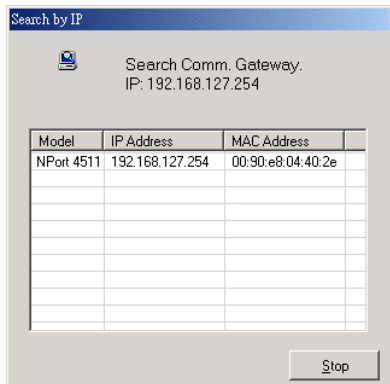 Search by IP
Search Comm. Gateway.
IP: 192.168.127.254
Model IP Address MAC Address
NPort 4511 192.168.127.254 00:90:e8:04:40:2e
Stop